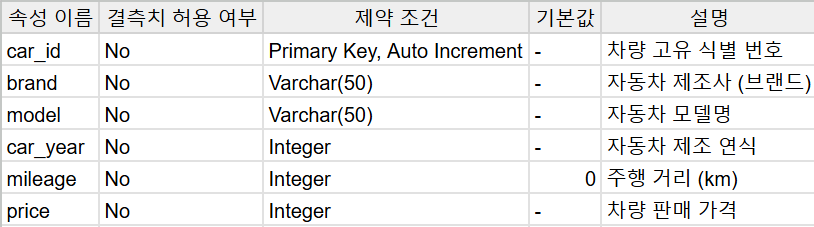 속성 이름 결측치 허용 여부 제약 조건 기본값 설명
car_id No Primary Key, Auto Increment - 차량 고유 식별 번호
brand No Varchar(50) - 자동차 제조사 (브랜드)
model No Varchar(50) - 자동차 모델명
car_year No Integer - 자동차 제조 연식
mileage No Integer 0 주행 거리 (km)
price No Integer - 차량 판매 가격